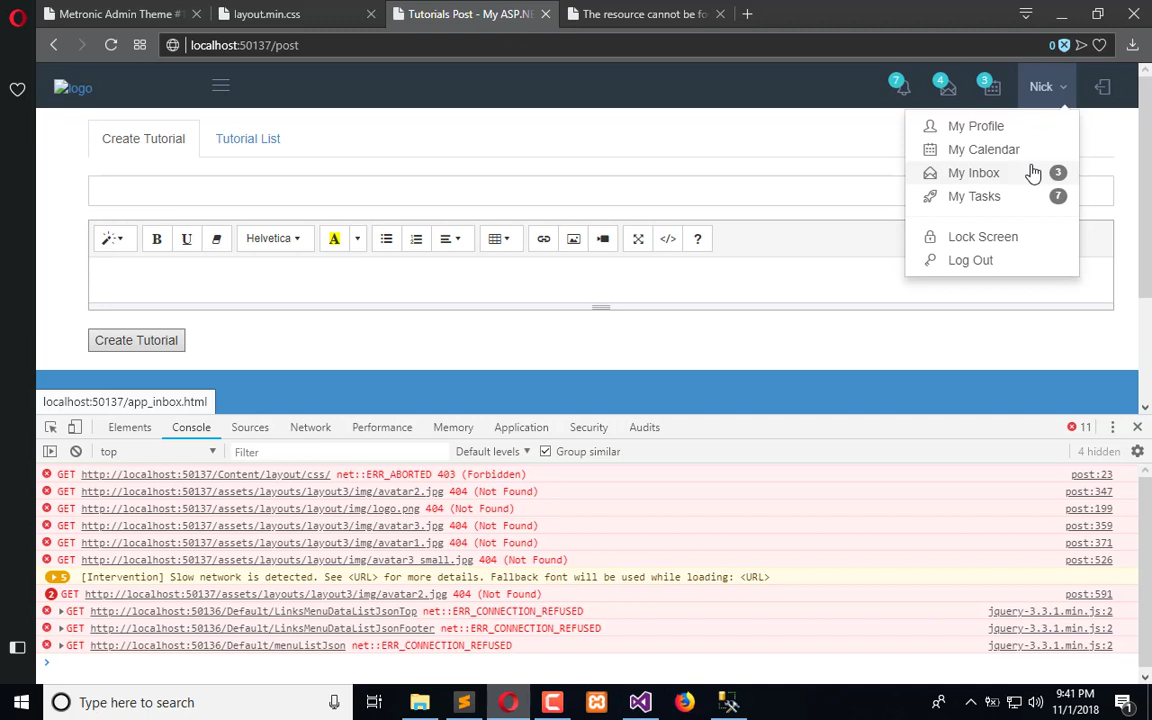 Metronic Admin Theme #1
layout.min.css
Tutorials Post - My ASP.NE
The resource cannot be fo
localhost:50137/post
0
logo
7
4
3
Nick
Create Tutorial
Tutorial List
My Profile
My Calendar
My Inbox 3
My Tasks 7
Lock Screen
Log Out
B U Helvetica A </> ?
Create Tutorial
localhost:50137/app_inbox.html
Elements Console Sources Network Performance Memory Application Security Audits 11
top Filter Default levels Group similar 4 hidden
GET http://localhost:50137/Content/layout/css/ net::ERR_ABORTED 403 (Forbidden) post:23
GET http://localhost:50137/assets/layouts/layout3/img/avatar2.jpg 404 (Not Found) post:347
GET http://localhost:50137/assets/layouts/layout/img/logo.png 404 (Not Found) post:199
GET http://localhost:50137/assets/layouts/layout3/img/avatar3.jpg 404 (Not Found) post:359
GET http://localhost:50137/assets/layouts/layout3/img/avatar1.jpg 404 (Not Found) post:371
GET http://localhost:50137/assets/layouts/layout/img/avatar3_small.jpg 404 (Not Found) post:526
5 [Intervention] Slow network is detected. See <URL> for more details. Fallback font will be used while loading: <URL>
2 GET http://localhost:50137/assets/layouts/layout3/img/avatar2.jpg 404 (Not Found) post:591
GET http://localhost:50136/Default/LinksMenuDataListJsonTop net::ERR_CONNECTION_REFUSED jquery-3.3.1.min.js:2
GET http://localhost:50136/Default/LinksMenuDataListJsonFooter net::ERR_CONNECTION_REFUSED jquery-3.3.1.min.js:2
GET http://localhost:50136/Default/menuListJson net::ERR_CONNECTION_REFUSED jquery-3.3.1.min.js:2
Type here to search
9:41 PM
11/1/2018
1